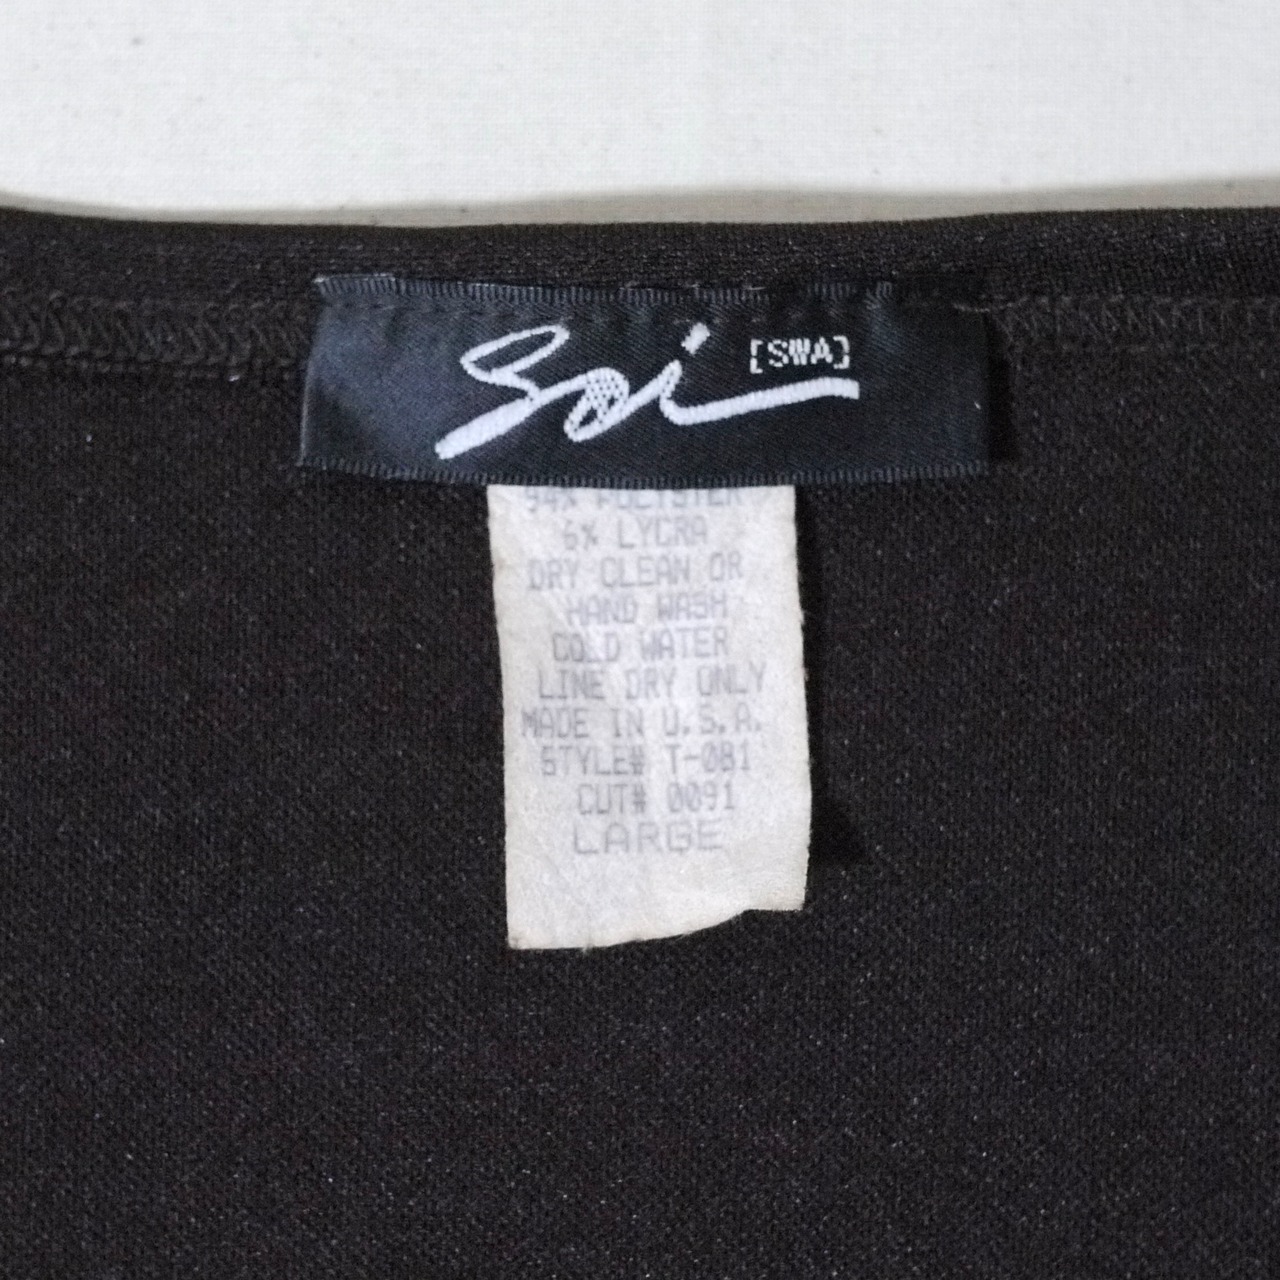 Soi [SWA]
94% POLYESTER
6% LYCRA
DRY CLEAN OR
HAND WASH
COLD WATER
LINE DRY ONLY
MADE IN U.S.A.
STYLE# T-081
CUT# 0091
LARGE